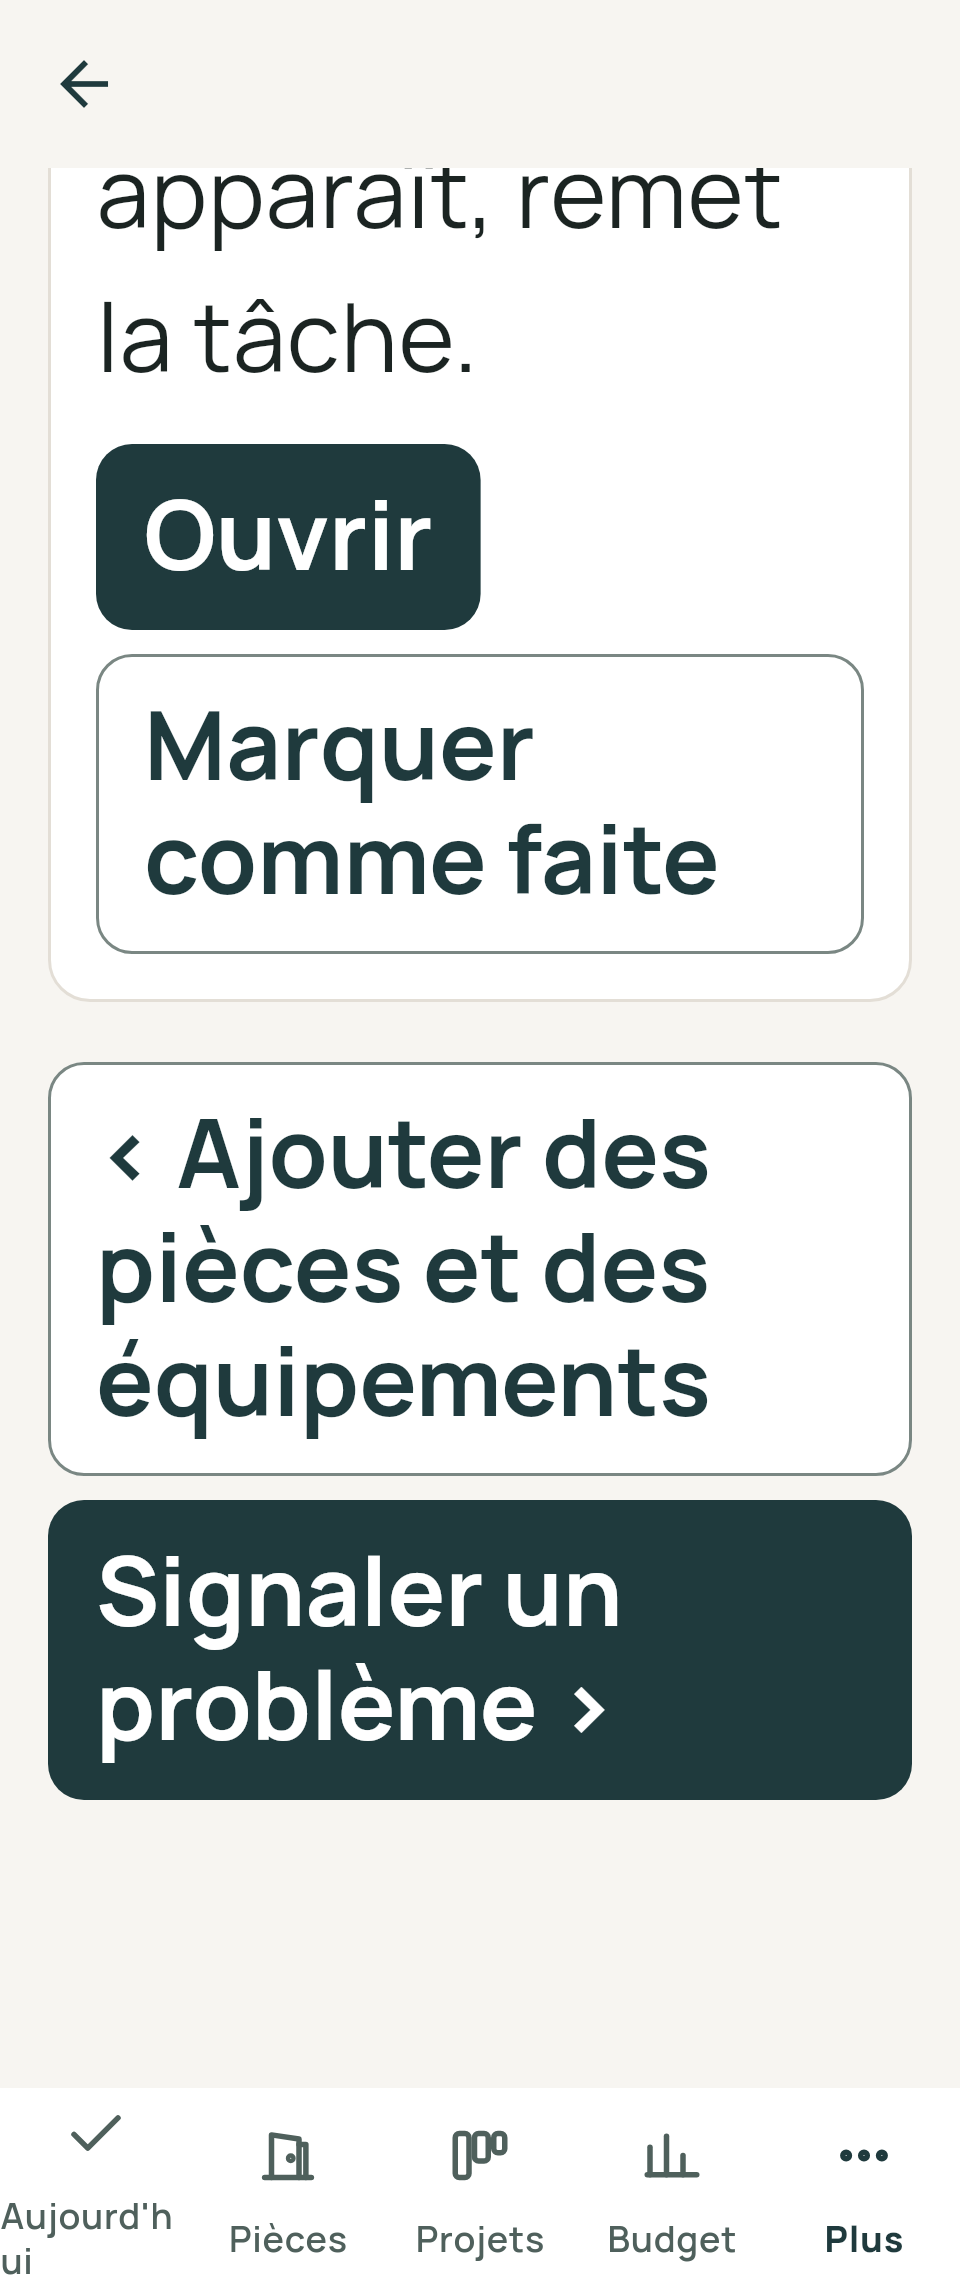 apparaît, remet
la tâche.
Ouvrir
Marquer
comme faite
‹ Ajouter des
pièces et des
équipements
Signaler un
problème ›
Aujourd'h
ui
Pièces
Projets
Budget
Plus